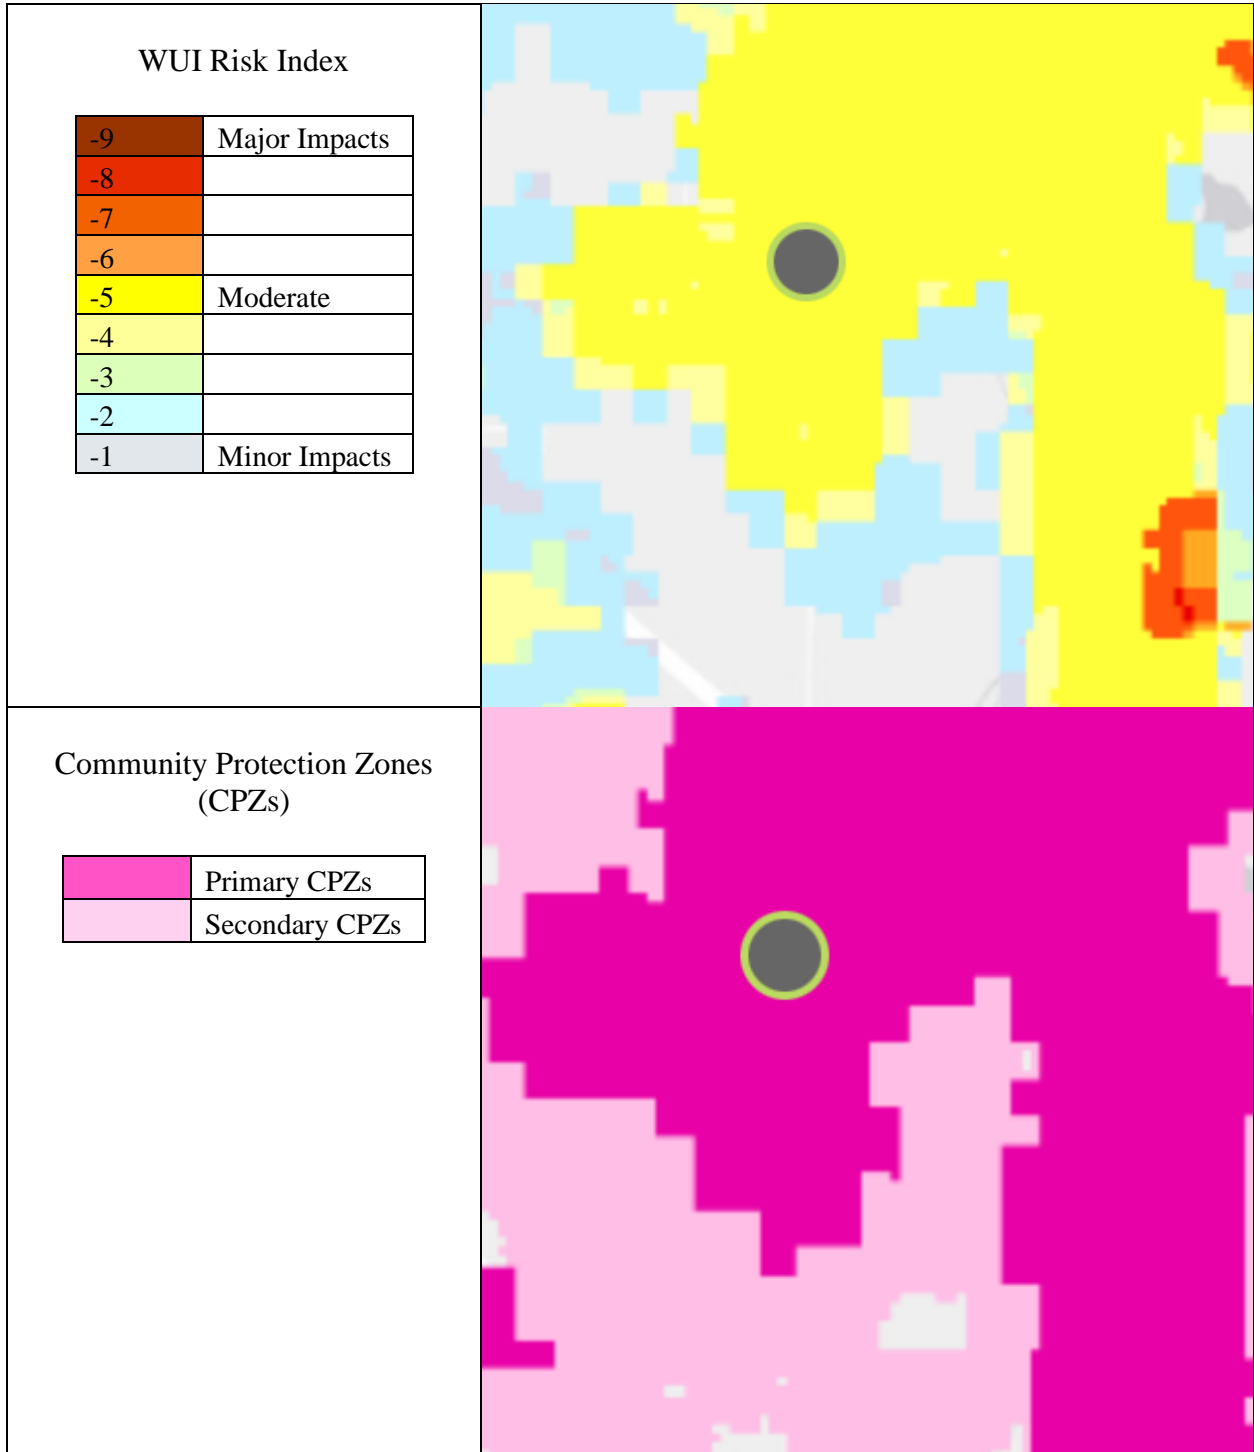 WUI Risk Index
-9 Major Impacts
-8
-7
-6
-5 Moderate
-4
-3
-2
-1 Minor Impacts
Community Protection Zones
(CPZs)
Primary CPZs
Secondary CPZs